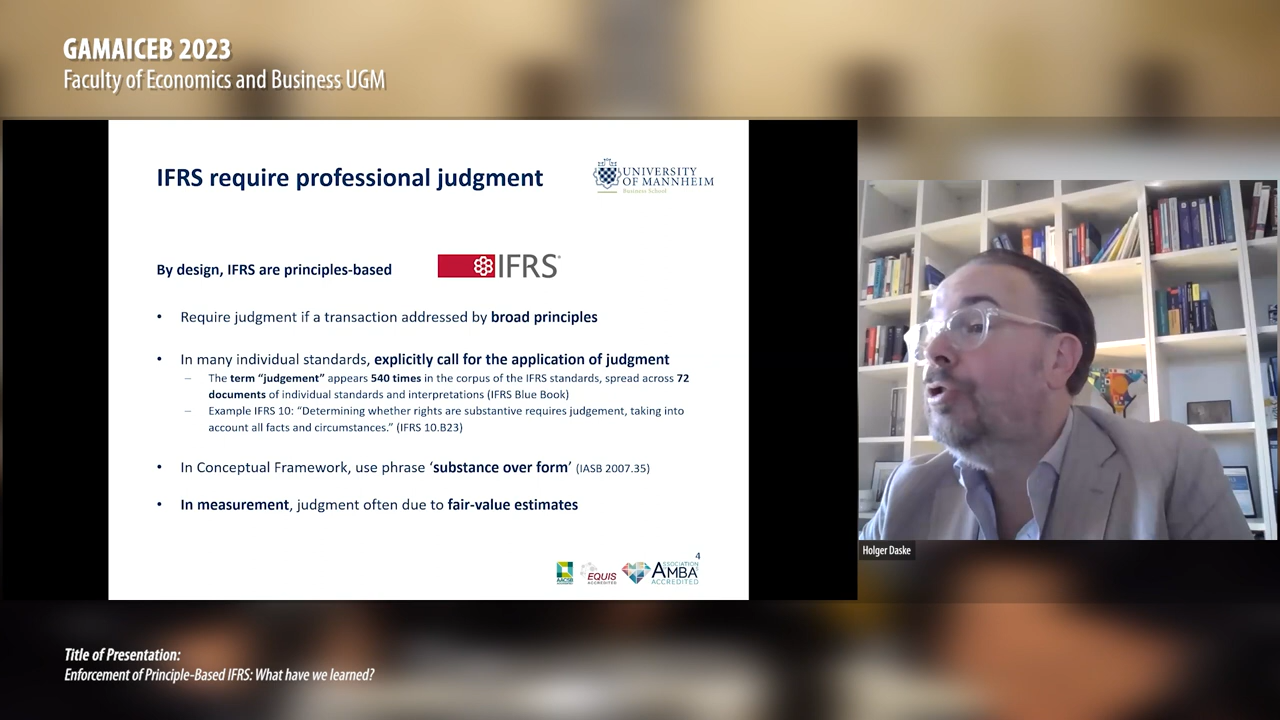 GAMAICEB 2023
Faculty of Economics and Business UGM
IFRS require professional judgment
UNIVERSITY
OF MANNHEIM
Business School
By design, IFRS are principles-based
IFRS
• Require judgment if a transaction addressed by broad principles
• In many individual standards, explicitly call for the application of judgment
– The term “judgement” appears 540 times in the corpus of the IFRS standards, spread across 72
documents of individual standards and interpretations (IFRS Blue Book)
– Example IFRS 10: “Determining whether rights are substantive requires judgement, taking into
account all facts and circumstances.” (IFRS 10.B23)
• In Conceptual Framework, use phrase ‘substance over form’ (IASB 2007.35)
• In measurement, judgment often due to fair-value estimates
4
AACSB
EQUIS
ACCREDITED
ASSOCIATION
AMBA
ACCREDITED
Holger Daske
Title of Presentation:
Enforcement of Principle-Based IFRS: What have we learned?